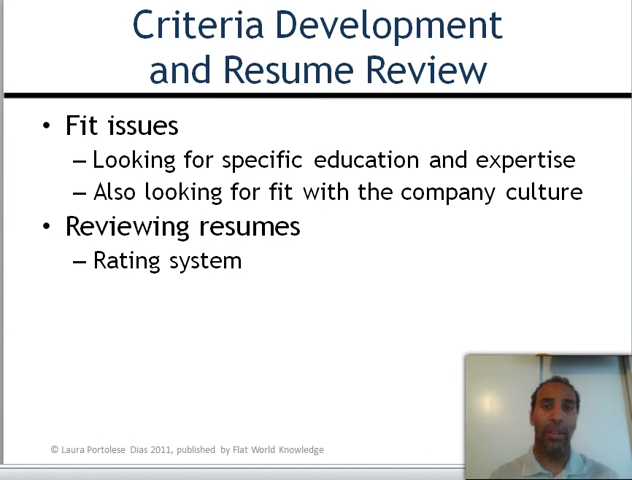 Criteria Development
and Resume Review
• Fit issues
– Looking for specific education and expertise
– Also looking for fit with the company culture
• Reviewing resumes
– Rating system
© Laura Portolese Dias 2011, published by Flat World Knowledge